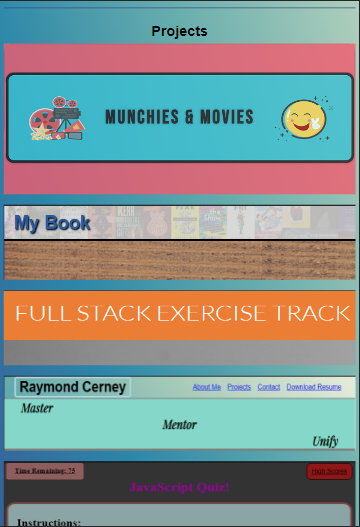 Projects
MUNCHIES & MOVIES
My Book
FULL STACK EXERCISE TRACK
Raymond Cerney
About Me Projects Contact Download Resume
Master
Mentor
Unify
Time Remaining: 75
High Scores
JavaScript Quiz!
Instructions: